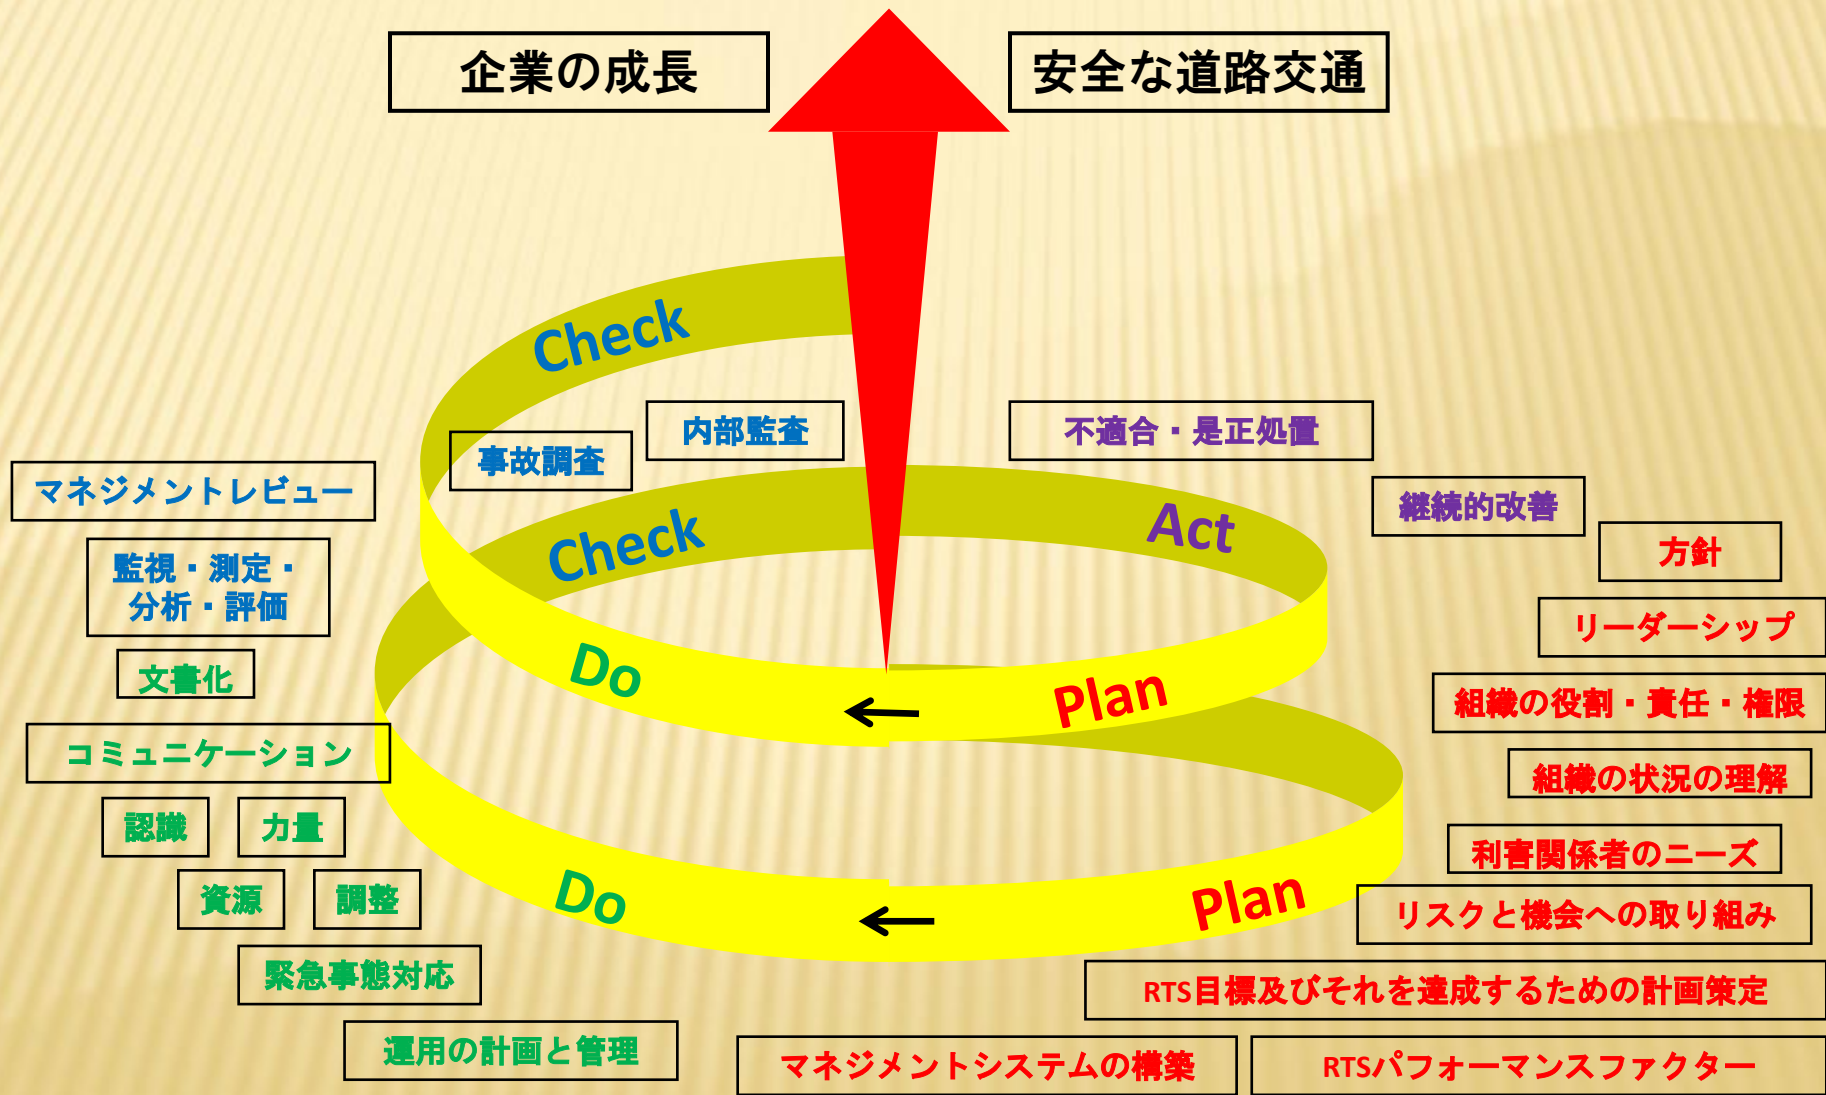 企業の成長
安全な道路交通
Check
内部監査
不適合・是正処置
事故調査
マネジメントレビュー
継続的改善
Check
Act
方針
監視・測定・
分析・評価
リーダーシップ
文書化
Do
Plan
組織の役割・責任・権限
コミュニケーション
組織の状況の理解
認識
力量
利害関係者のニーズ
資源
調整
Do
Plan
リスクと機会への取り組み
緊急事態対応
RTS目標及びそれを達成するための計画策定
運用の計画と管理
マネジメントシステムの構築
RTSパフォーマンスファクター